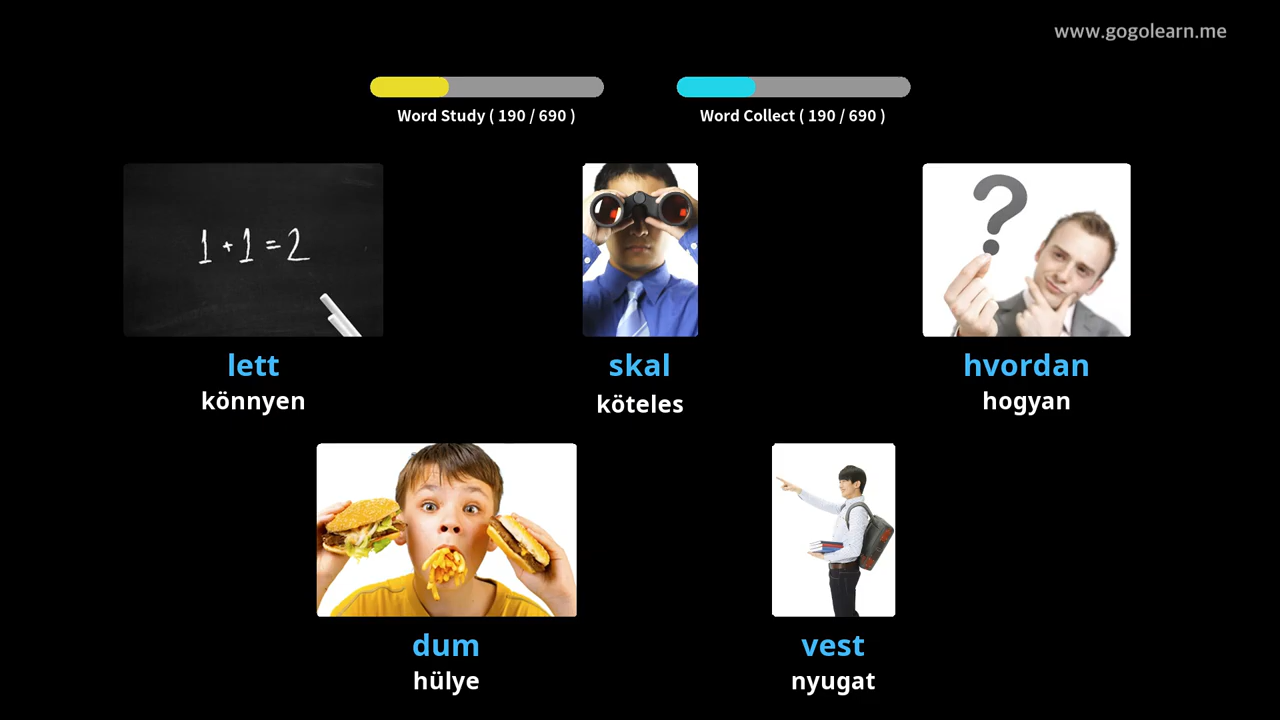 www.gogolearn.me
Word Study ( 190 / 690 )
Word Collect ( 190 / 690 )
1 + 1 = 2
?
lett
könnyen
skal
köteles
hvordan
hogyan
dum
hülye
vest
nyugat